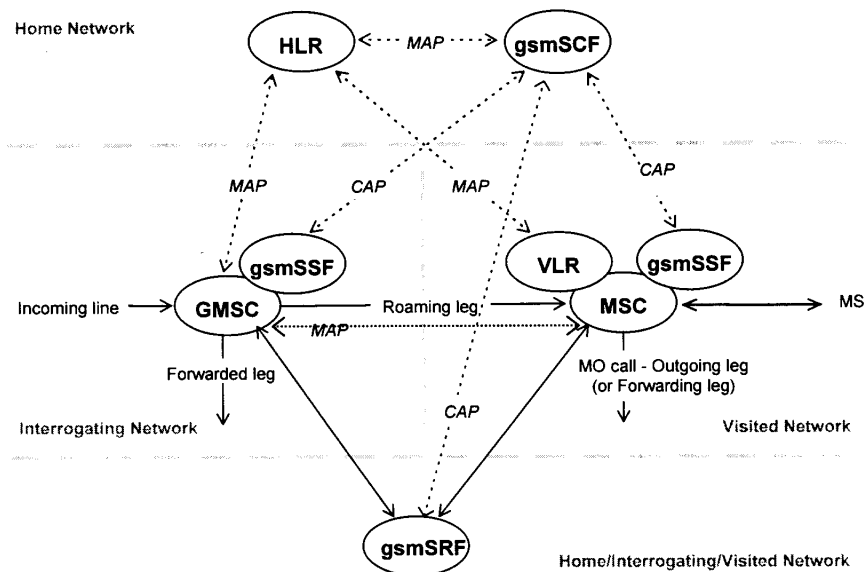 Home Network
HLR
MAP
gsmSCF
MAP
CAP
MAP
CAP
gsmSSF
VLR
gsmSSF
Incoming line
GMSC
Roaming leg
MSC
MS
MAP
Forwarded leg
MO call - Outgoing leg
(or Forwarding leg)
CAP
Interrogating Network
Visited Network
gsmSRF
Home/Interrogating/Visited Network